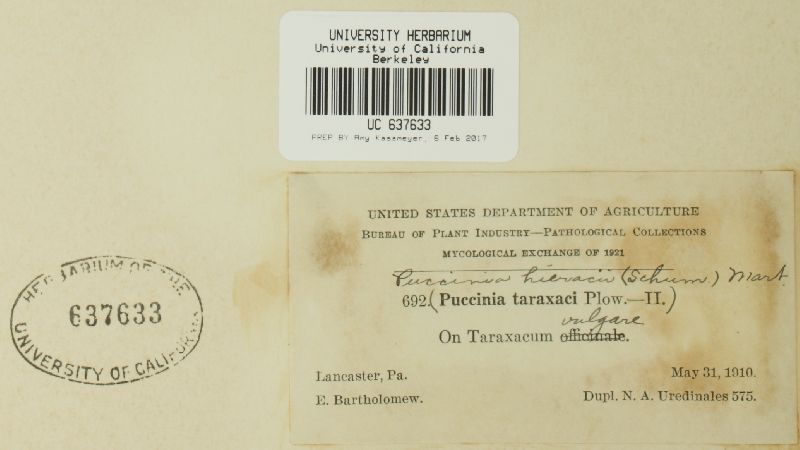 UNIVERSITY HERBARIUM
University of California
Berkeley
UC 637633
PREP BY Amy Kasameyer, 6 Feb 2017
UNITED STATES DEPARTMENT OF AGRICULTURE
BUREAU OF PLANT INDUSTRY—PATHOLOGICAL COLLECTIONS
MYCOLOGICAL EXCHANGE OF 1921
Puccinia hieracii (Schum) Mart.
692. (Puccinia taraxaci Plow.—II.)
vulgare
On Taraxacum officinale.
Lancaster, Pa. May 31, 1910.
E. Bartholomew. Dupl. N. A. Uredinales 575.
HERBARIUM OF THE
637633
UNIVERSITY OF CALIFORNIA